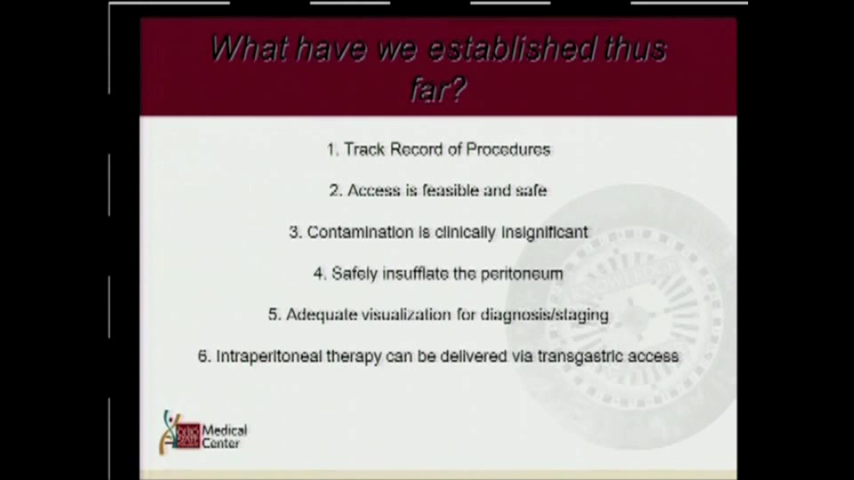 What have we established thus
far?
1. Track Record of Procedures
2. Access is feasible and safe
3. Contamination is clinically insignificant
4. Safely insufflate the peritoneum
5. Adequate visualization for diagnosis/staging
6. Intraperitoneal therapy can be delivered via transgastric access
Medical
Center